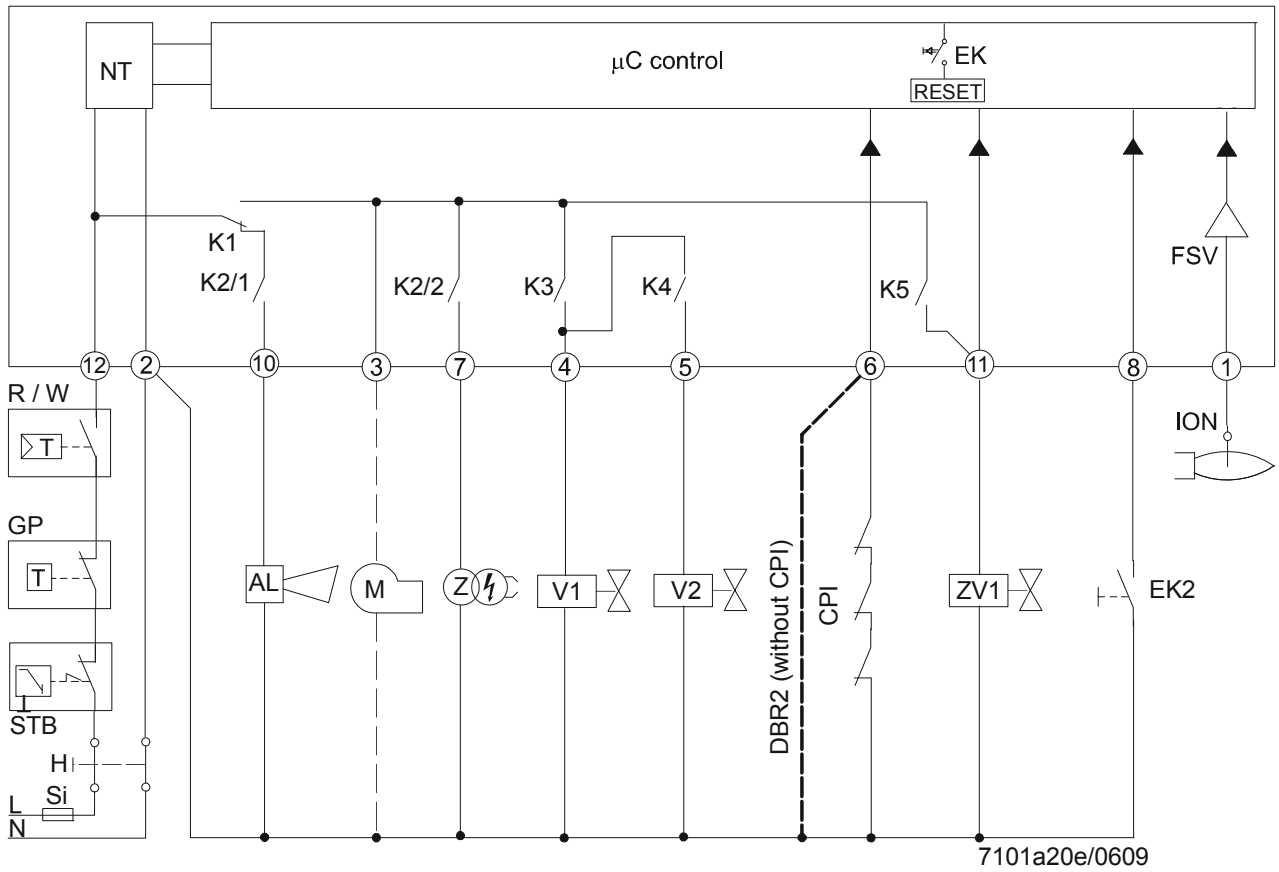 NT
μC control
EK
RESET
FSV
K1
K2/1
K2/2
K3
K4
K5
12
2
10
3
7
4
5
6
11
8
1
R / W
T
ION
GP
T
AL
M
Z
V1
V2
DBR2 (without CPI)
CPI
ZV1
EK2
STB
H
Si
L
N
7101a20e/0609